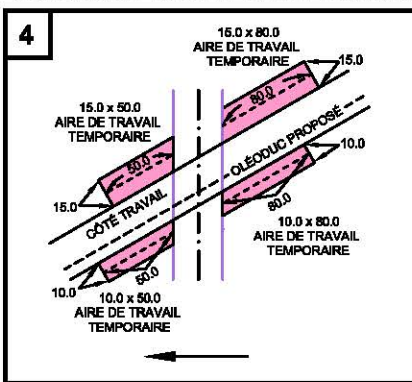 4
15.0 x 80.0
AIRE DE TRAVAIL
TEMPORAIRE
15.0
80.0
15.0 x 50.0
AIRE DE TRAVAIL
TEMPORAIRE
50.0
15.0
OLÉODUC PROPOSÉ
CÔTÉ TRAVAIL
10.0
80.0
10.0 x 80.0
AIRE DE TRAVAIL
TEMPORAIRE
10.0
50.0
10.0 x 50.0
AIRE DE TRAVAIL
TEMPORAIRE